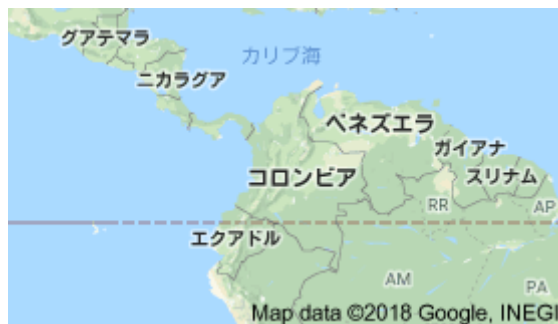 グアテマラ
カリブ海
ニカラグア
ベネズエラ
ガイアナ
コロンビア
スリナム
RR
AP
エクアドル
AM
PA
Map data ©2018 Google, INEGI